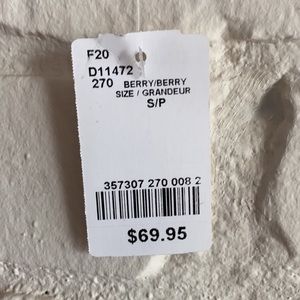 F20
D11472
270 BERRY/BERRY
SIZE / GRANDEUR
S/P
357307 270 008 2
$69.95